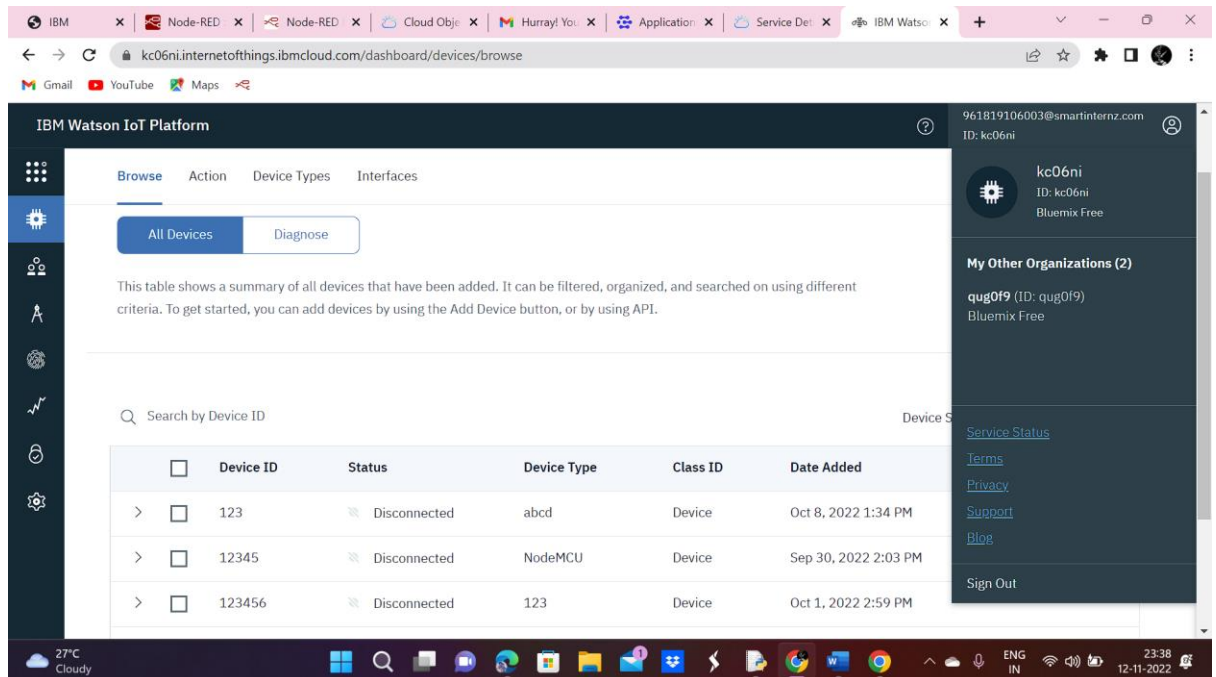 IBM
Node-RED
Node-RED
Cloud Obje
Hurray! You
Application
Service Det
IBM Watso
kc06ni.internetofthings.ibmcloud.com/dashboard/devices/browse
Gmail YouTube Maps
IBM Watson IoT Platform
961819106003@smartinternz.com
ID: kc06ni
Browse Action Device Types Interfaces
All Devices Diagnose
This table shows a summary of all devices that have been added. It can be filtered, organized, and searched on using different
criteria. To get started, you can add devices by using the Add Device button, or by using API.
Search by Device ID Device S
Device ID Status Device Type Class ID Date Added
123 Disconnected abcd Device Oct 8, 2022 1:34 PM
12345 Disconnected NodeMCU Device Sep 30, 2022 2:03 PM
123456 Disconnected 123 Device Oct 1, 2022 2:59 PM
kc06ni
ID: kc06ni
Bluemix Free
My Other Organizations (2)
qug0f9 (ID: qug0f9)
Bluemix Free
Service Status
Terms
Privacy
Support
Blog
Sign Out
27°C
Cloudy
ENG
IN
23:38
12-11-2022